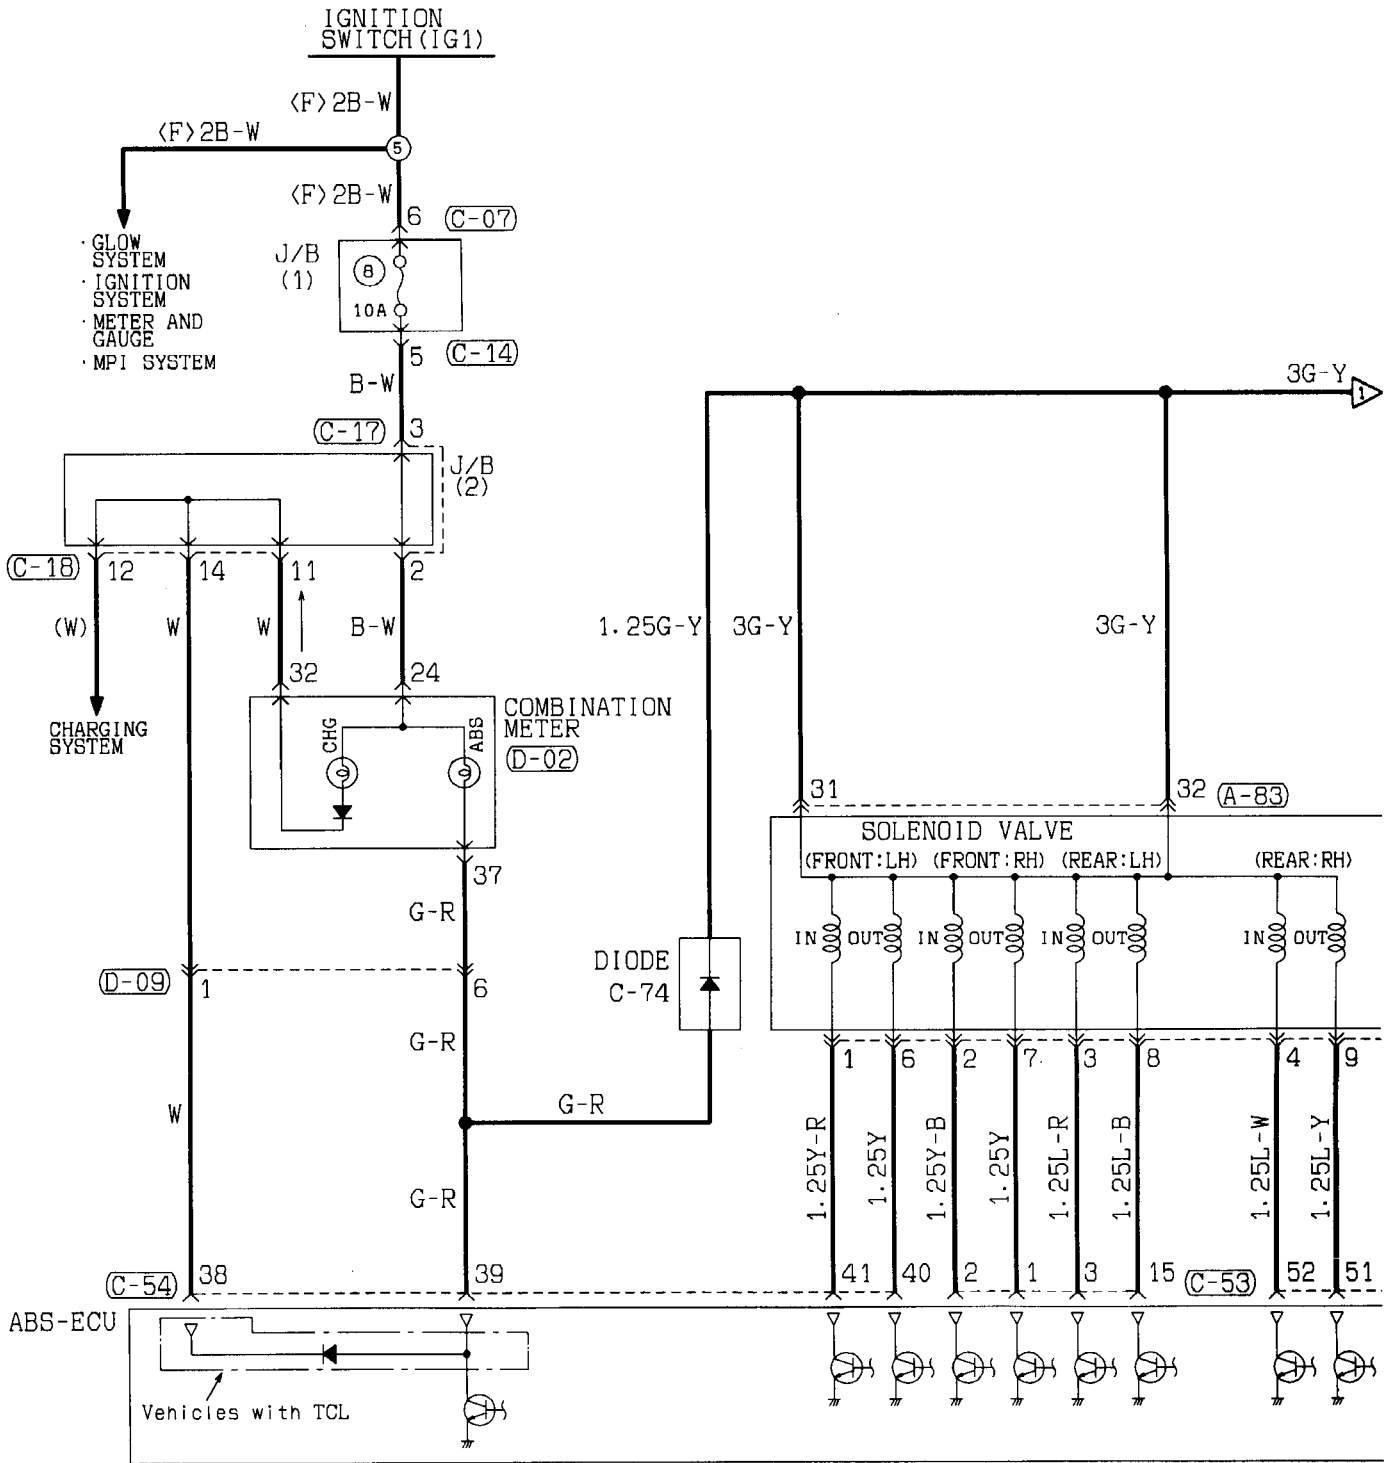 IGNITION
SWITCH(IG1)
<F>2B-W
<F>2B-W
5
<F>2B-W
6
C-07
· GLOW
SYSTEM
· IGNITION
SYSTEM
· METER AND
GAUGE
· MPI SYSTEM
J/B
(1)
8
10A
5
C-14
B-W
3G-Y
1
C-17
3
J/B
(2)
C-18
12
14
11
2
(W)
W
W
B-W
1.25G-Y
3G-Y
3G-Y
32
24
CHARGING
SYSTEM
CHG
ABS
COMBINATION
METER
D-02
31
32
A-83
SOLENOID VALVE
(FRONT:LH)
(FRONT:RH)
(REAR:LH)
(REAR:RH)
37
G-R
IN
OUT
IN
OUT
IN
OUT
IN
OUT
DIODE
C-74
D-09
1
6
G-R
1
6
2
7
3
8
4
9
W
G-R
1.25Y-R
1.25Y
1.25Y-B
1.25Y
1.25L-R
1.25L-B
1.25L-W
1.25L-Y
G-R
C-54
38
39
41
40
2
1
3
15
C-53
52
51
ABS-ECU
Vehicles with TCL